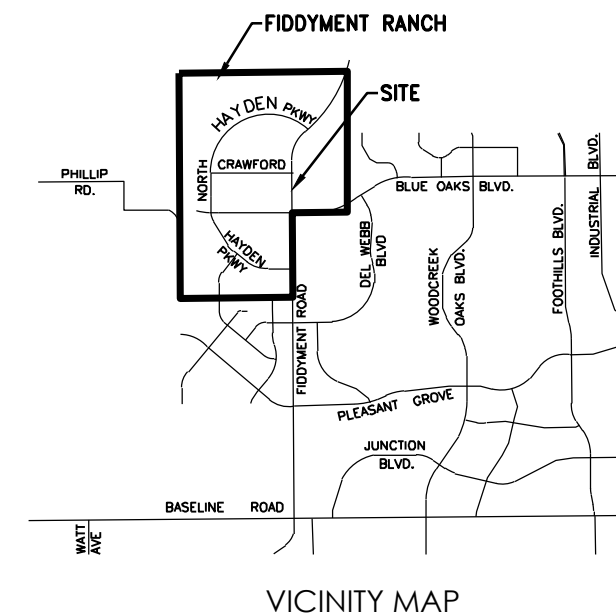 FIDDYMENT RANCH
SITE
HAYDEN PKWY
NORTH
CRAWFORD
PHILLIP
RD.
BLUE OAKS BLVD.
INDUSTRIAL BLVD.
FOOTHILLS BLVD.
HAYDEN
PKWY
DEL WEBB
BLVD
WOODCREEK
OAKS BLVD.
FIDDYMENT ROAD
PLEASANT GROVE
JUNCTION
BLVD.
BASELINE ROAD
WATT
AVE
VICINITY MAP